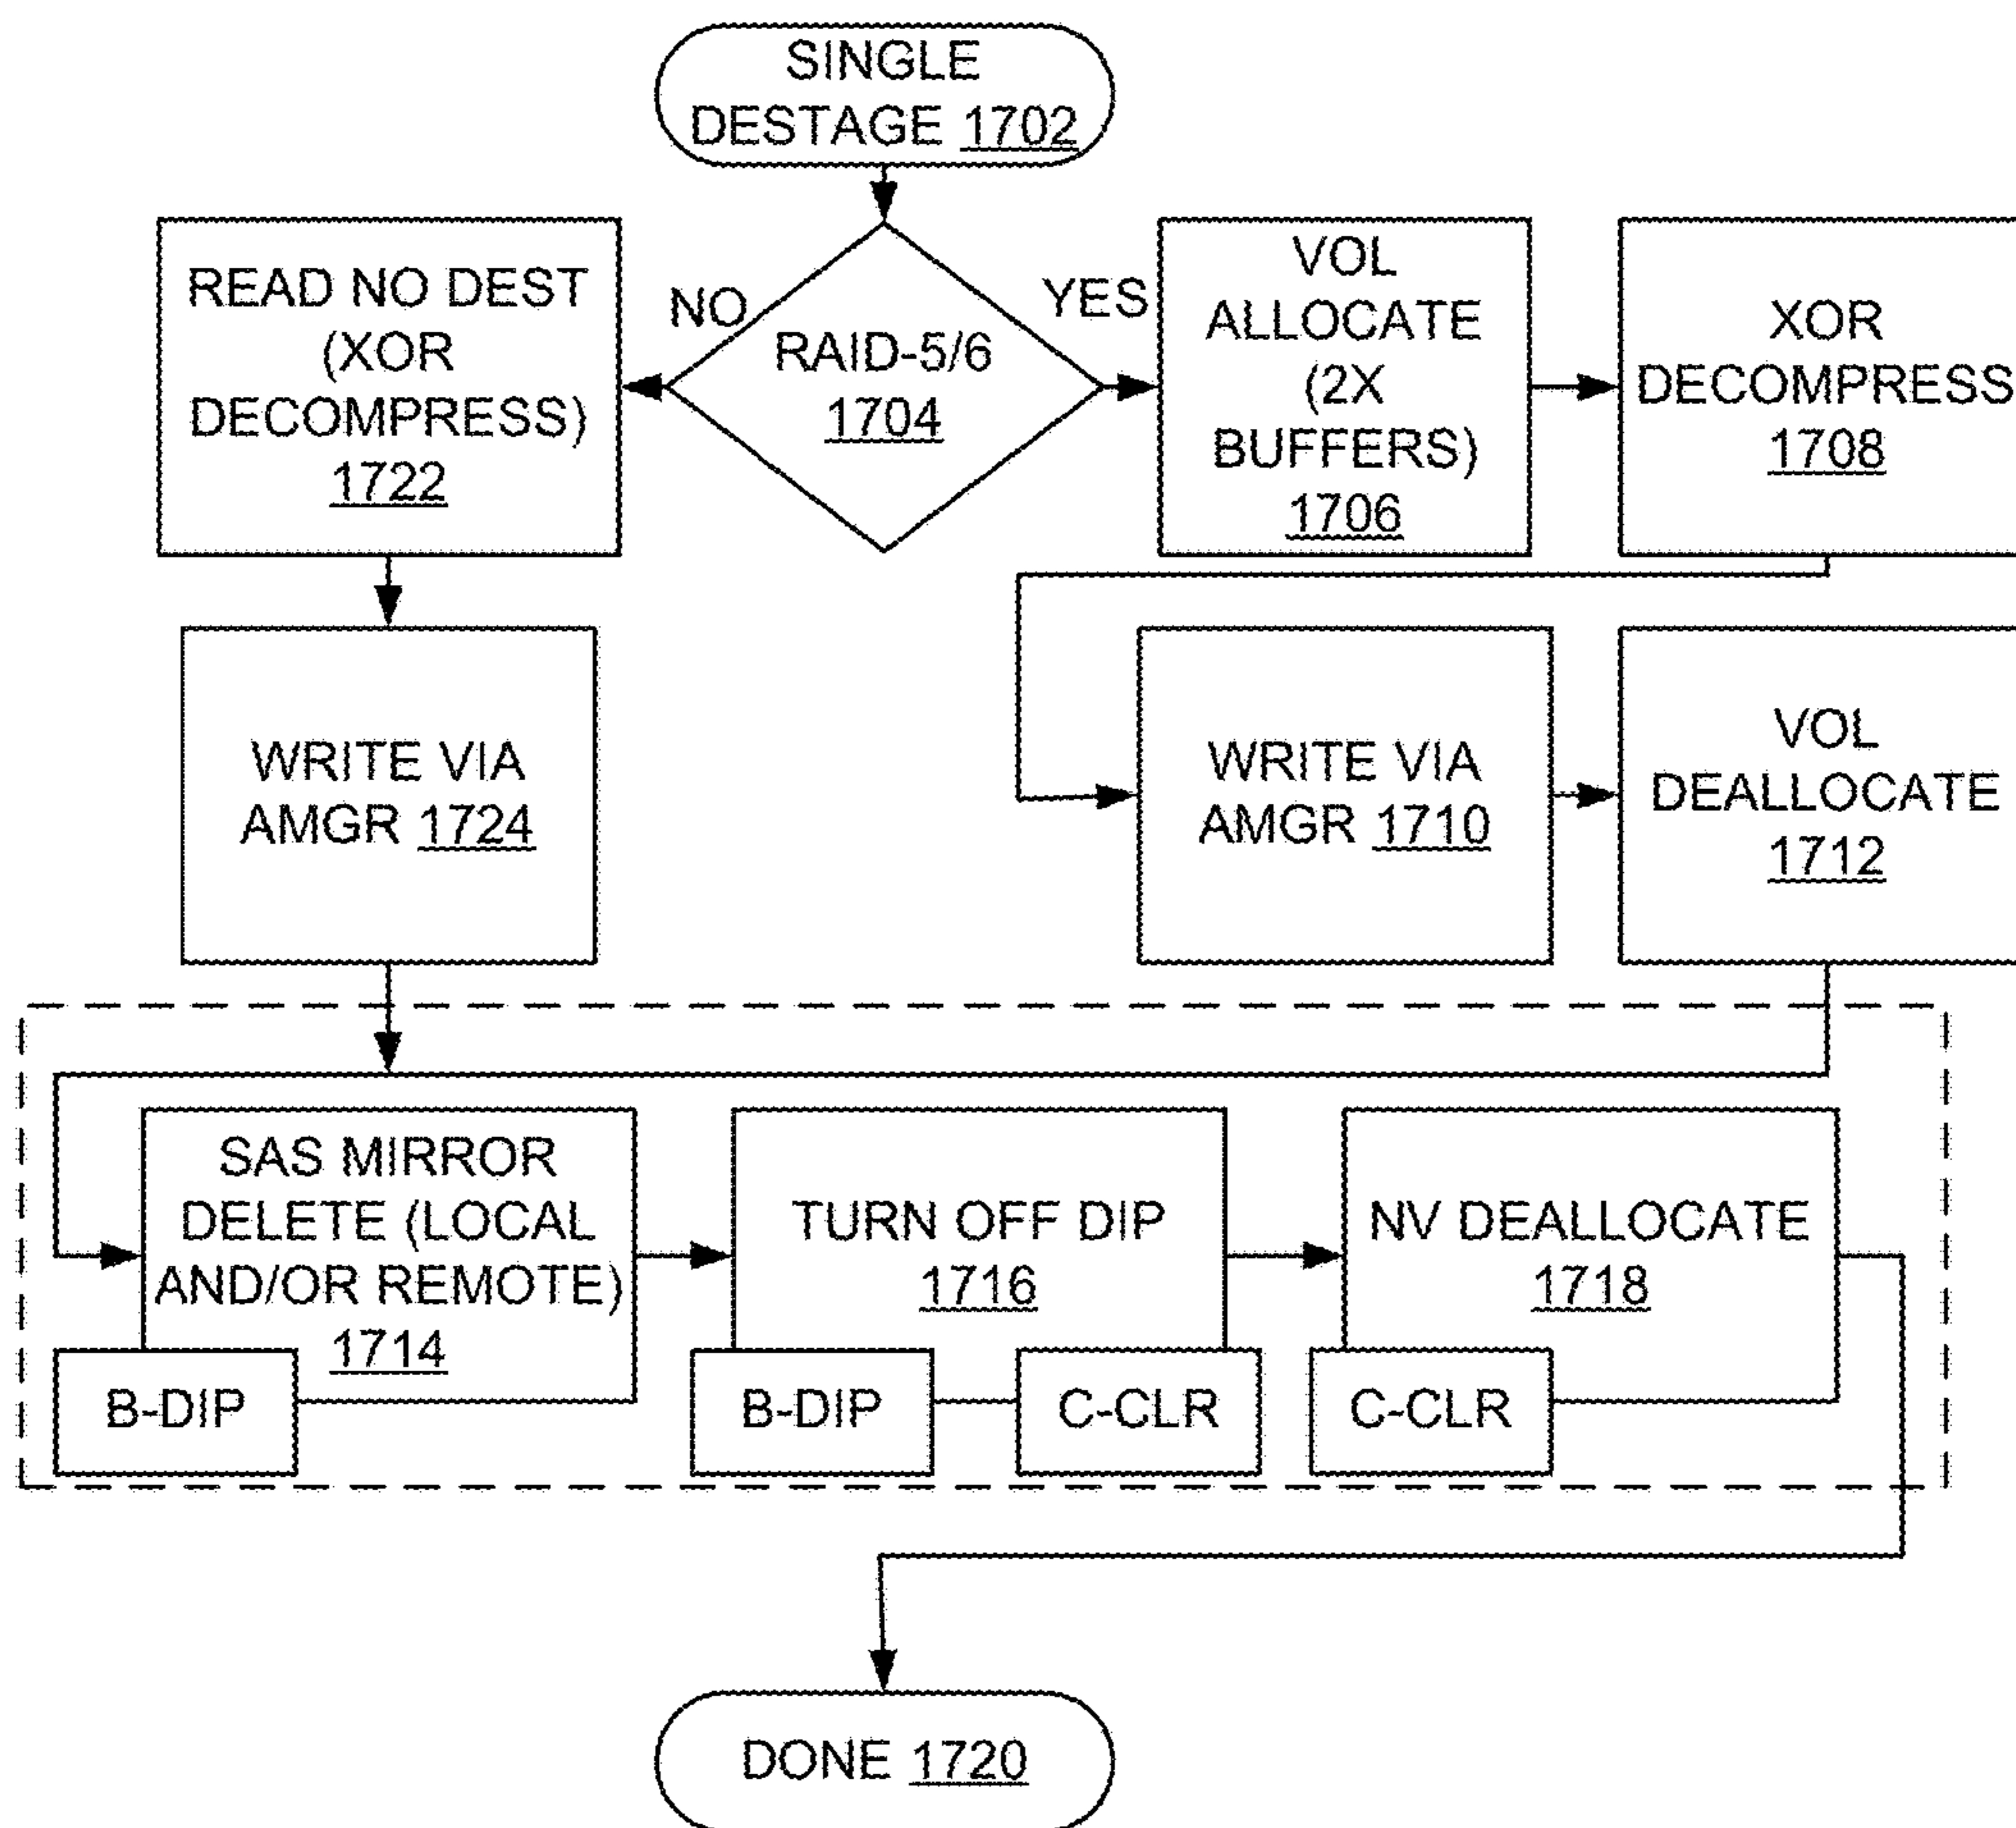 SINGLE
DESTAGE 1702
READ NO DEST
(XOR
DECOMPRESS)
1722
NO
RAID-5/6
1704
YES
VOL
ALLOCATE
(2X
BUFFERS)
1706
XOR
DECOMPRESS
1708
WRITE VIA
AMGR 1724
WRITE VIA
AMGR 1710
VOL
DEALLOCATE
1712
SAS MIRROR
DELETE (LOCAL
AND/OR REMOTE)
1714
B-DIP
TURN OFF DIP
1716
B-DIP
C-CLR
NV DEALLOCATE
1718
C-CLR
DONE 1720